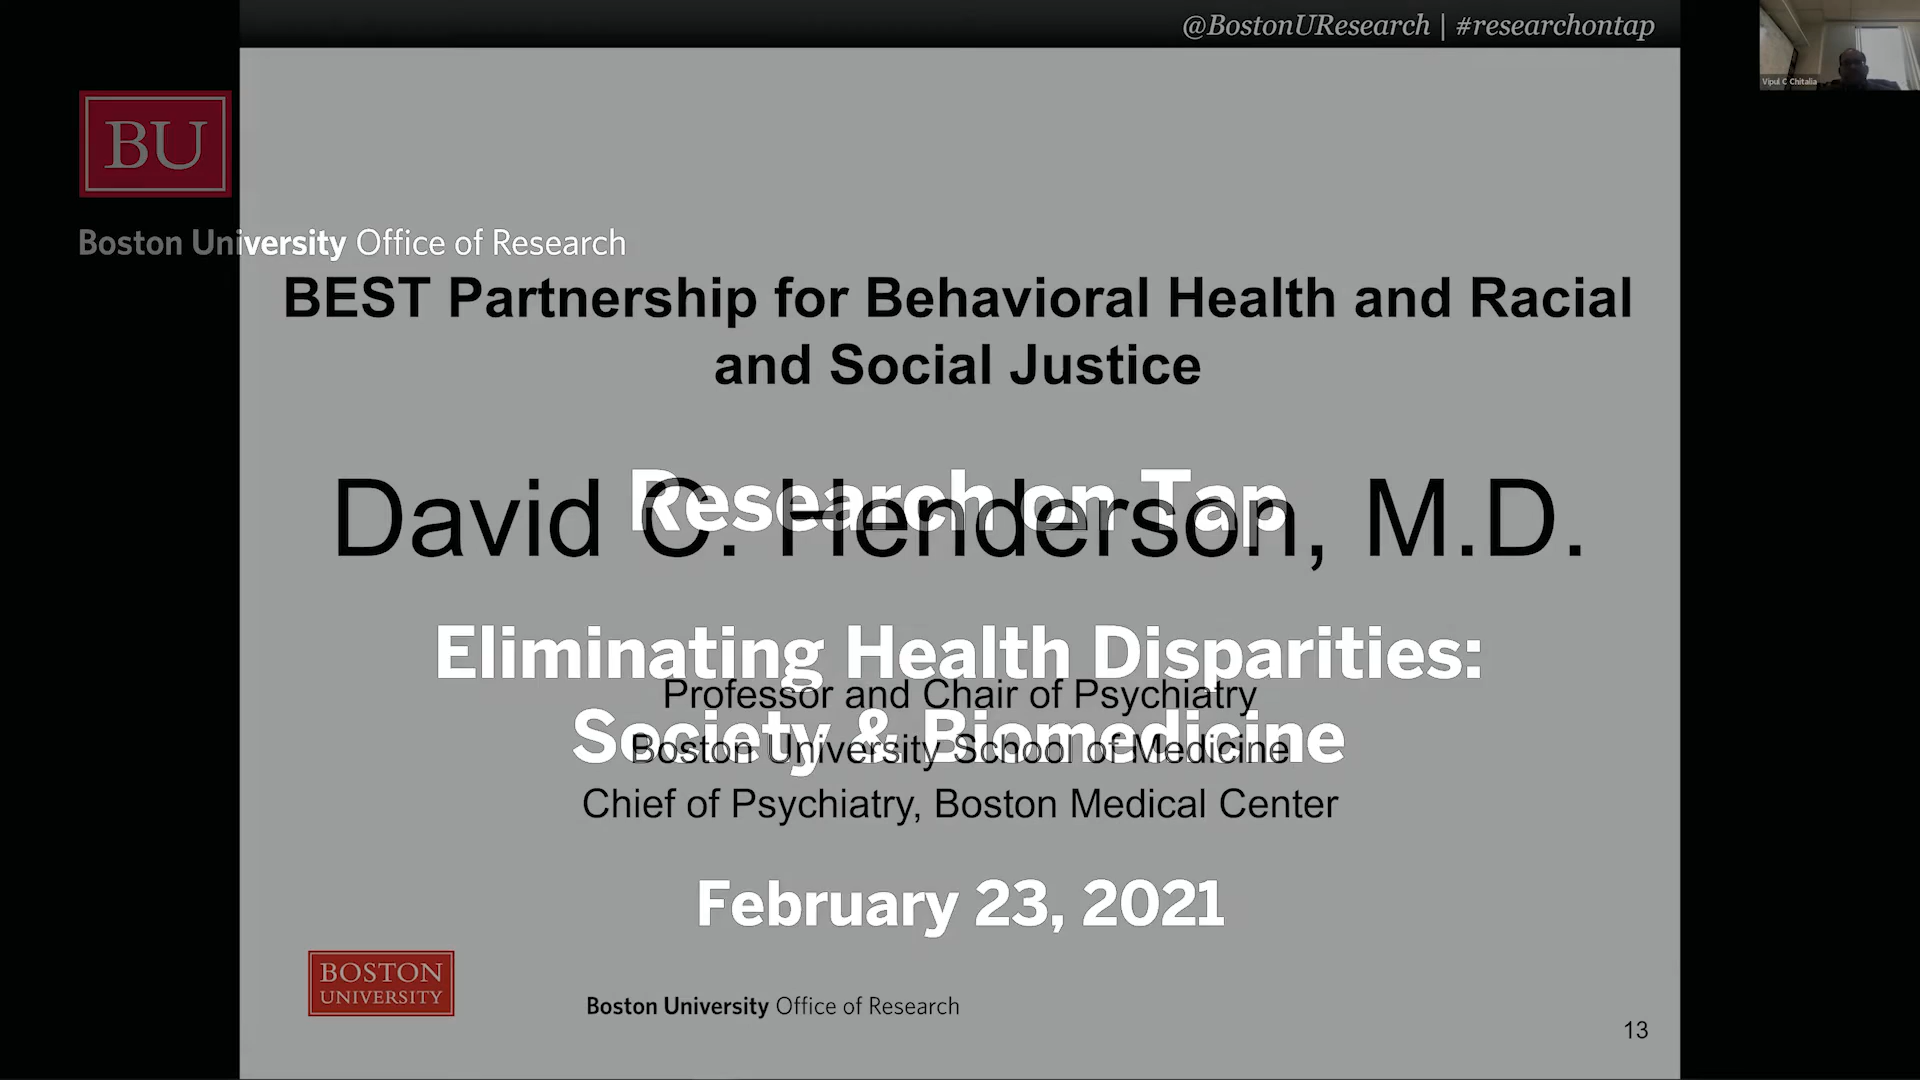 @BostonUResearch | #researchontap
Vipul C Chitalia
BU
Boston University Office of Research
BEST Partnership for Behavioral Health and Racial
and Social Justice
Research on Tap
David C. Henderson, M.D.
Eliminating Health Disparities:
Professor and Chair of Psychiatry
Society & Biomedicine
Boston University School of Medicine
Chief of Psychiatry, Boston Medical Center
February 23, 2021
BOSTON
UNIVERSITY
Boston University Office of Research
13